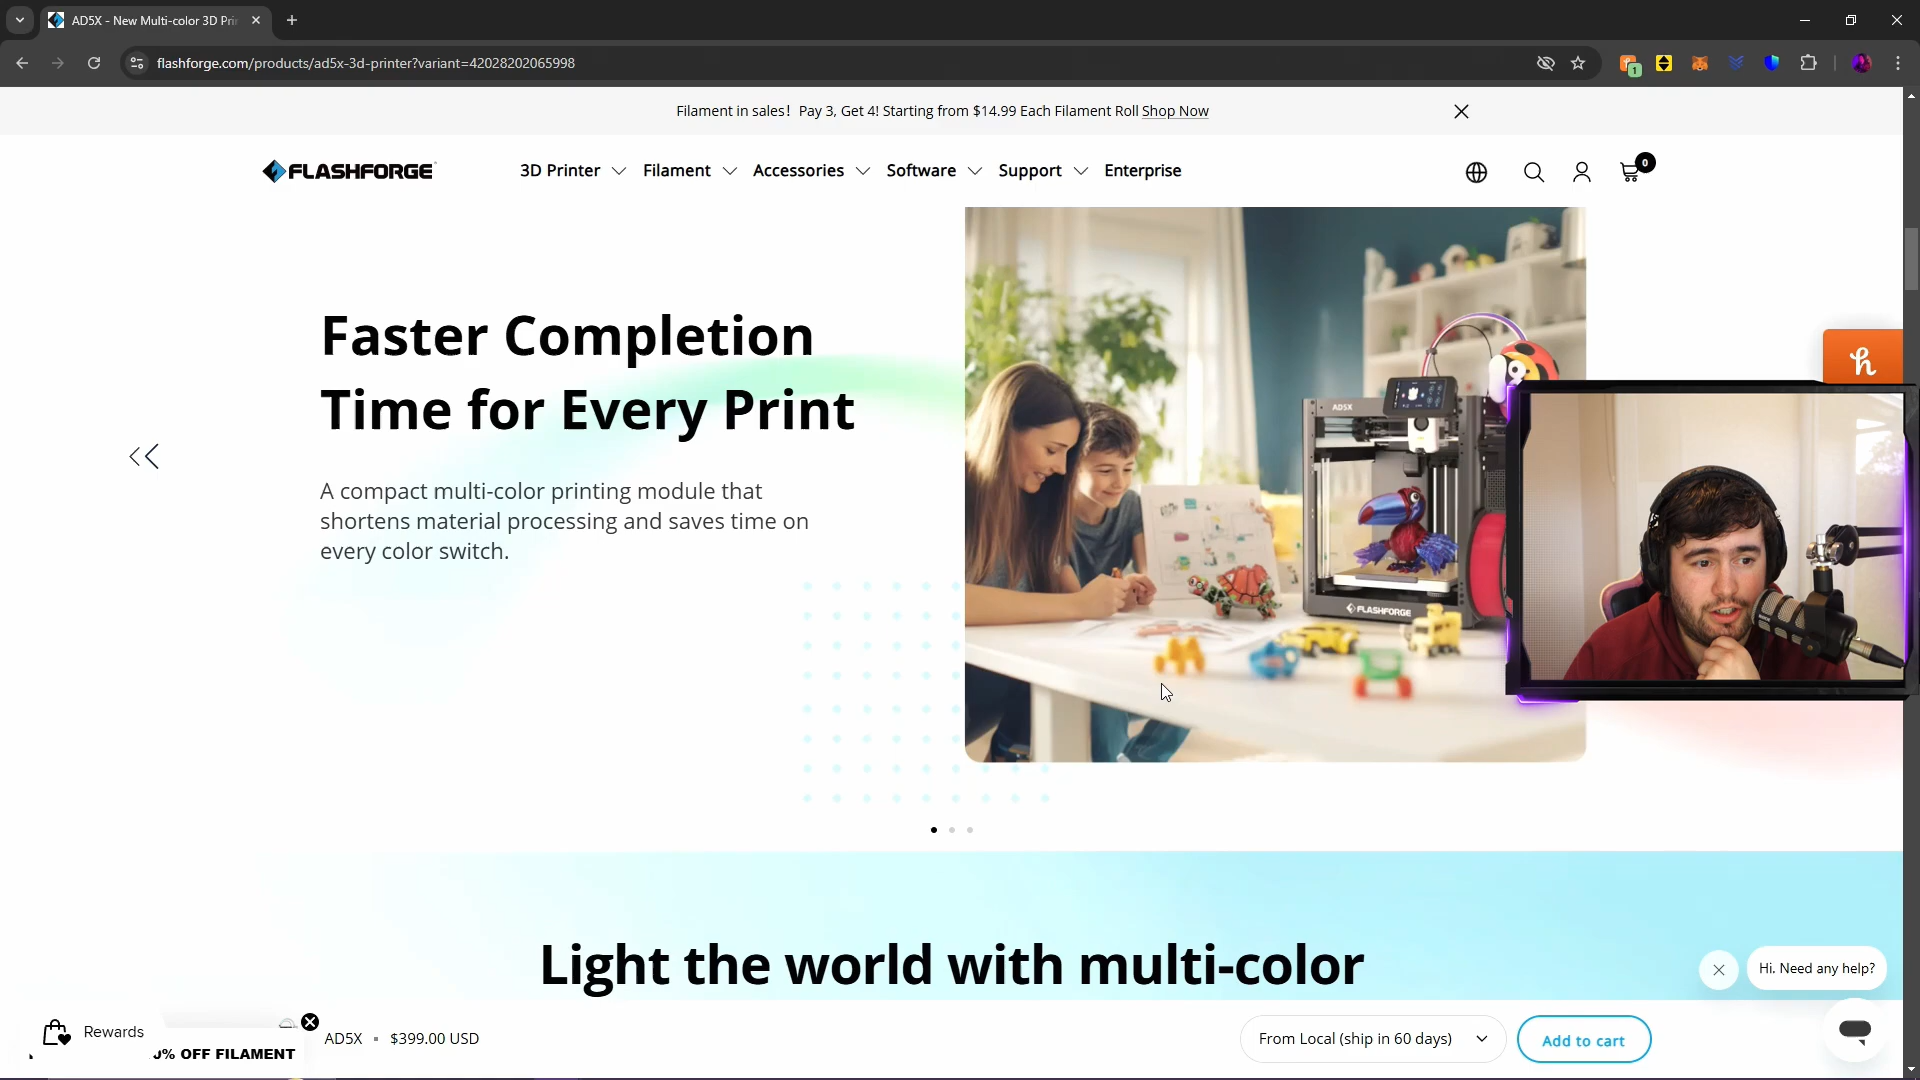 AD5X - New Multi-color 3D Pri
flashforge.com/products/ad5x-3d-printer?variant=42028202065998
1
Filament in sales! Pay 3, Get 4! Starting from $14.99 Each Filament Roll Shop Now
FLASHFORGE
3D Printer
Filament
Accessories
Software
Support
Enterprise
0
Faster Completion
Time for Every Print
A compact multi-color printing module that
shortens material processing and saves time on
every color switch.
AD5X
FLASHFORGE
h
Light the world with multi-color
Hi. Need any help?
Rewards
0% OFF FILAMENT
AD5X
$399.00 USD
From Local (ship in 60 days)
Add to cart